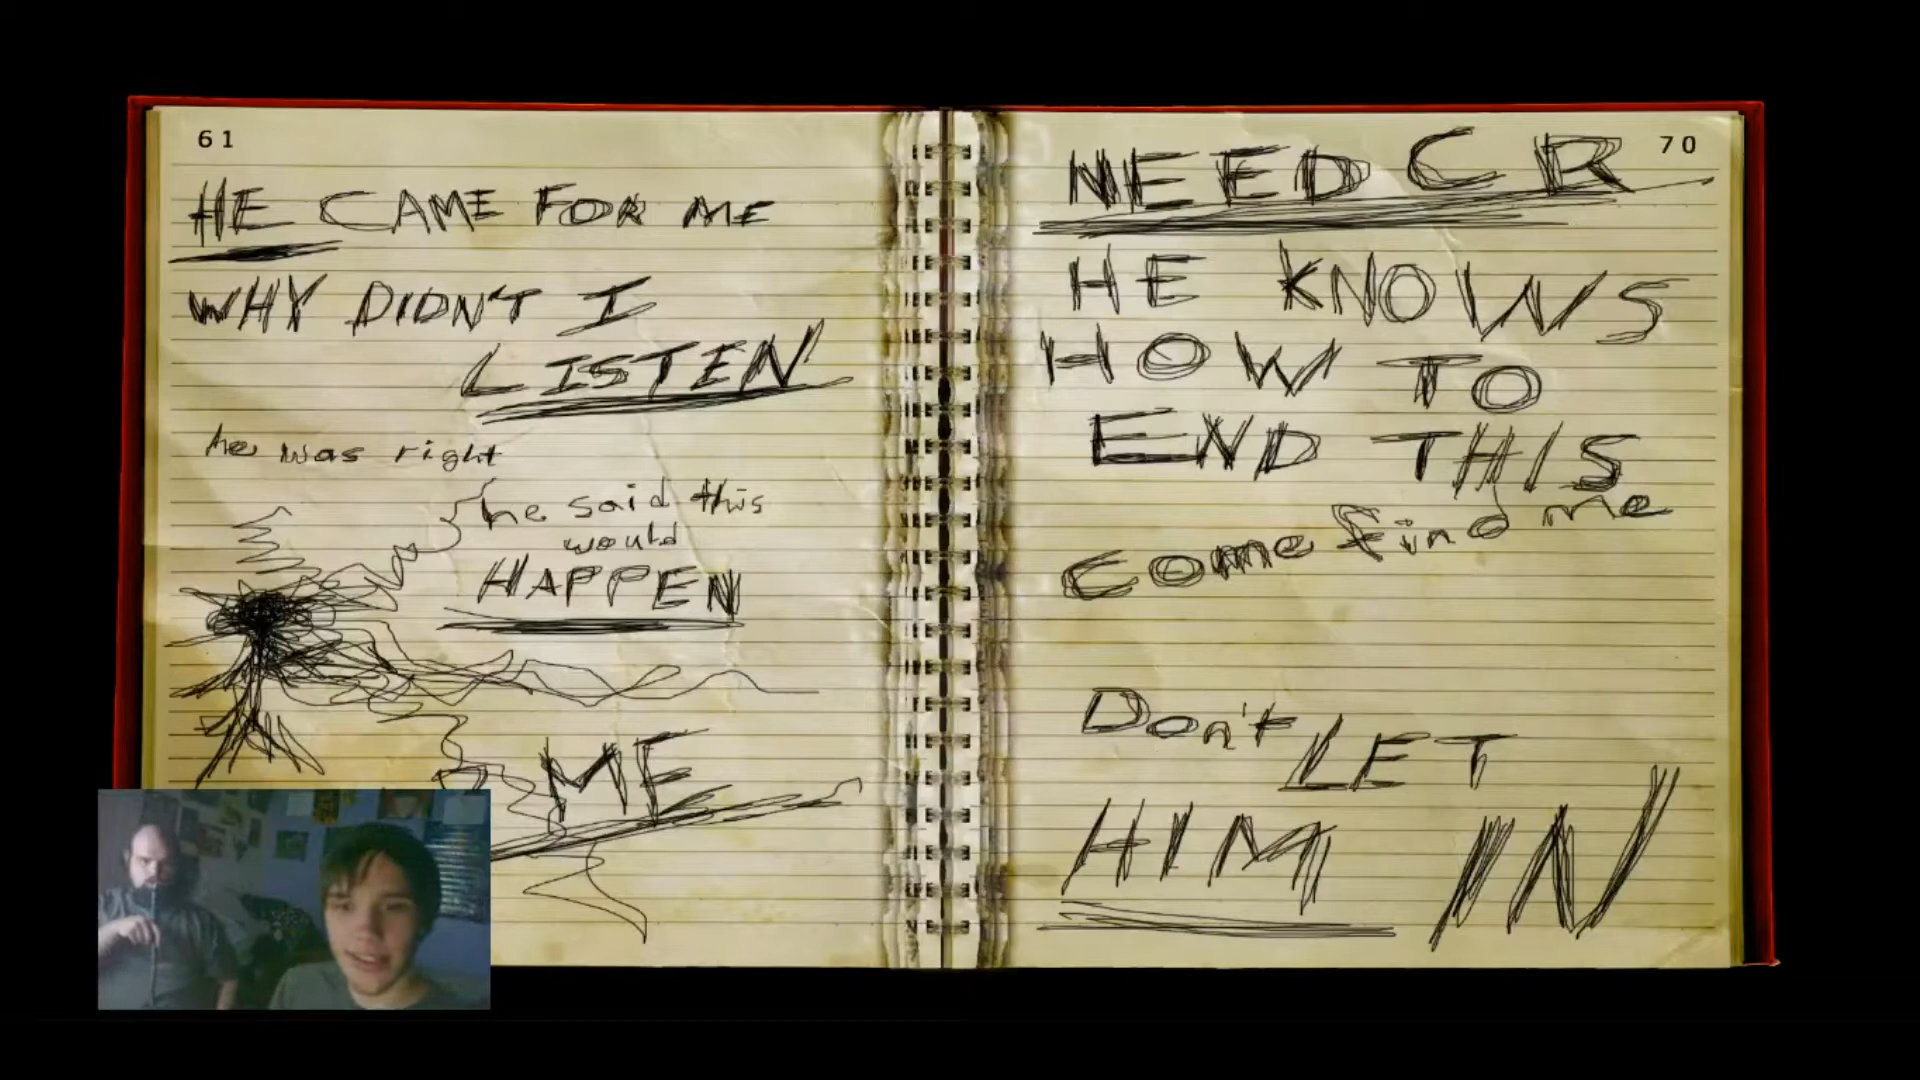 61
HE CAME FOR ME
WHY DIDN'T I
LISTEN
he was right
he said this
would
HAPPEN
ME
70
NEED CR
HE KNOWS
HOW TO
END THIS
Come find me
Don't LET
HIM IN